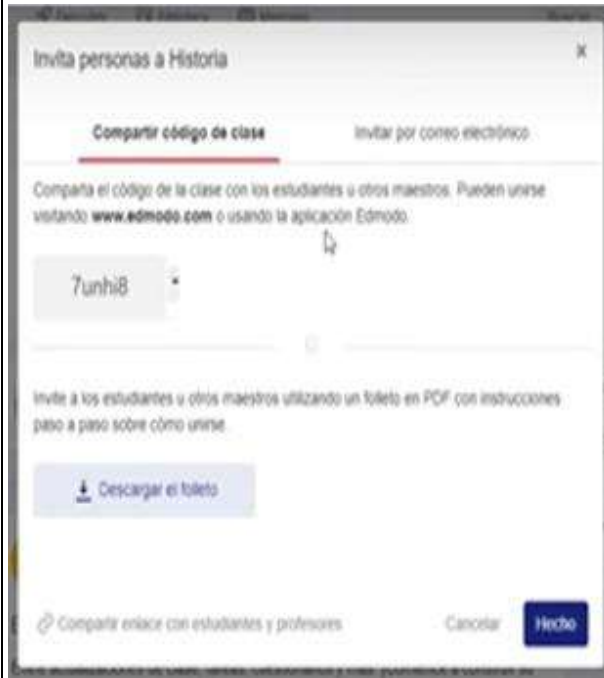 Invita personas a Historia
×
Compartir código de clase
Invitar por correo electrónico
Comparta el código de la clase con los estudiantes u otros maestros. Pueden unirse
visitando www.edmodo.com o usando la aplicación Edmodo.
7unhi8
Invite a los estudiantes u otros maestros utilizando un folleto en PDF con instrucciones
paso a paso sobre cómo unirse.
Descargar el folleto
Compartir enlace con estudiantes y profesores
Cancelar
Hecho